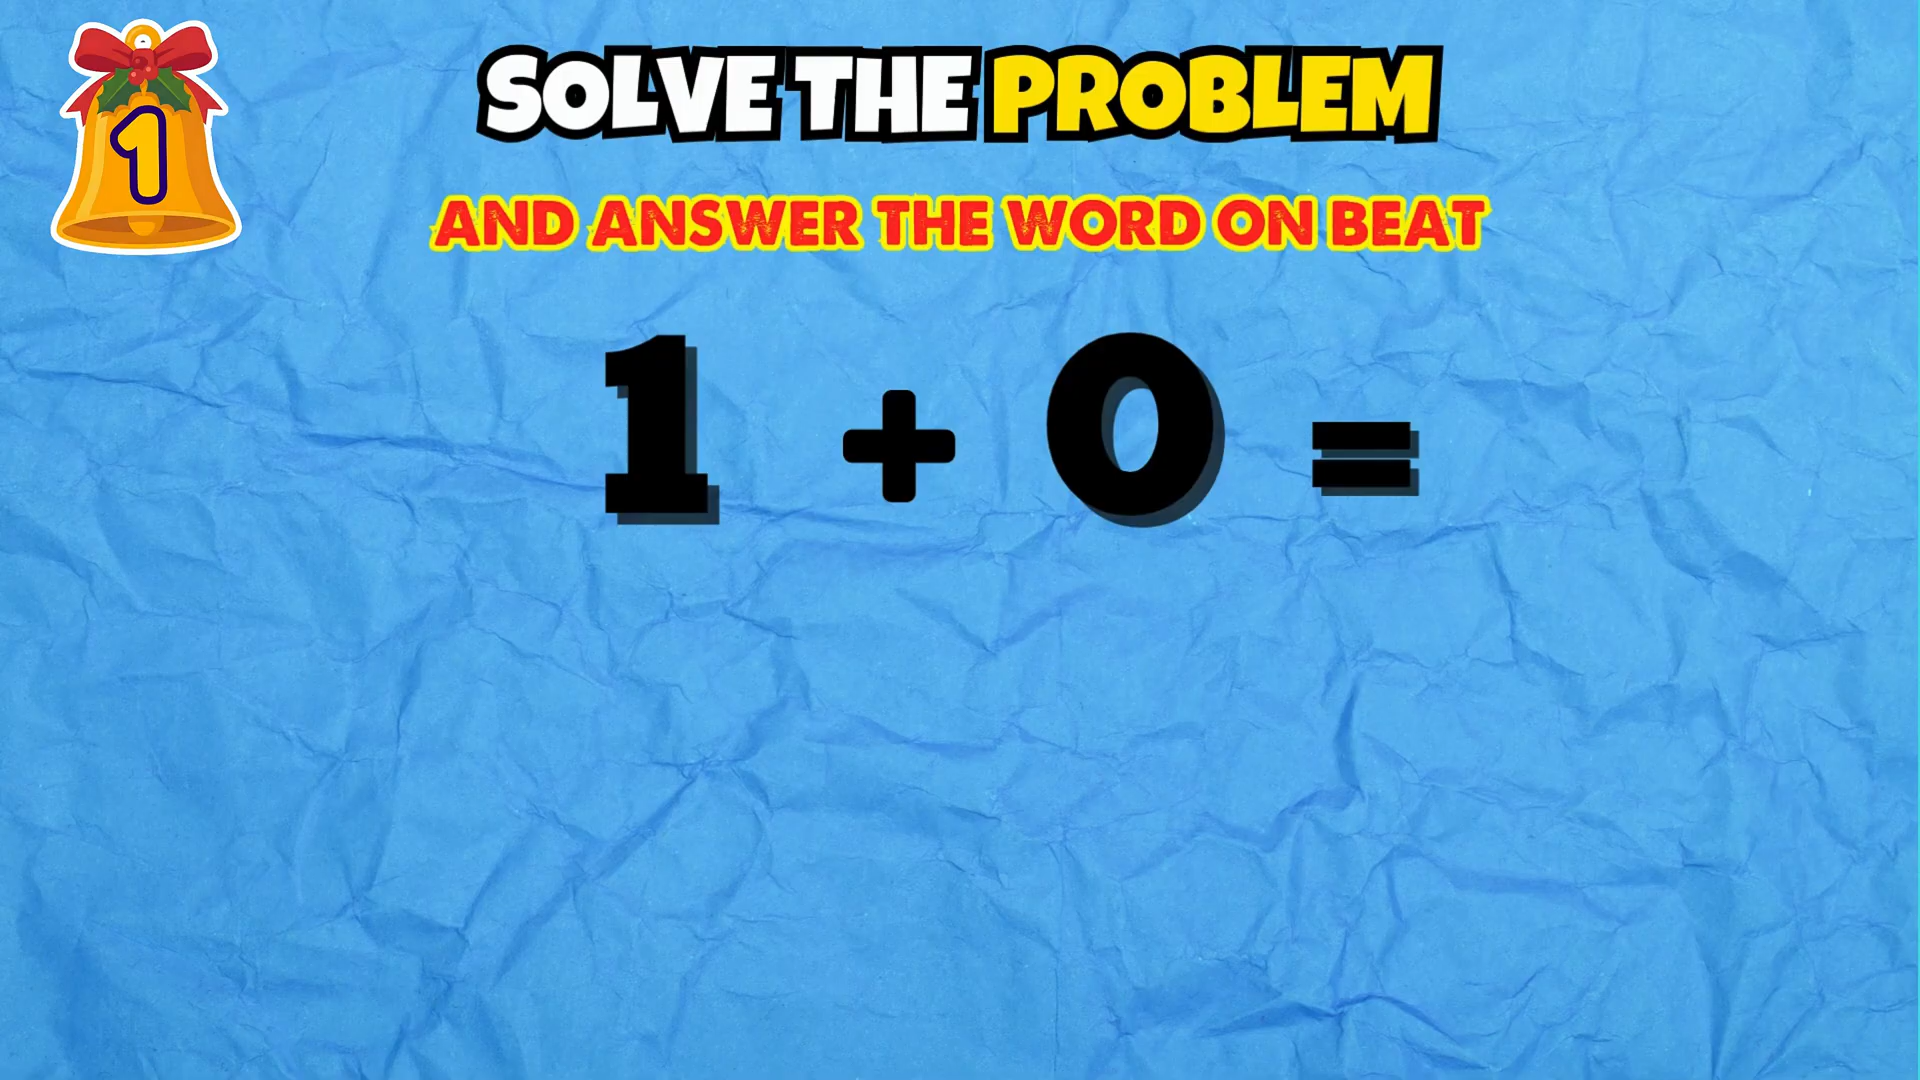 1
SOLVE THE PROBLEM
AND ANSWER THE WORD ON BEAT
1 + 0 =